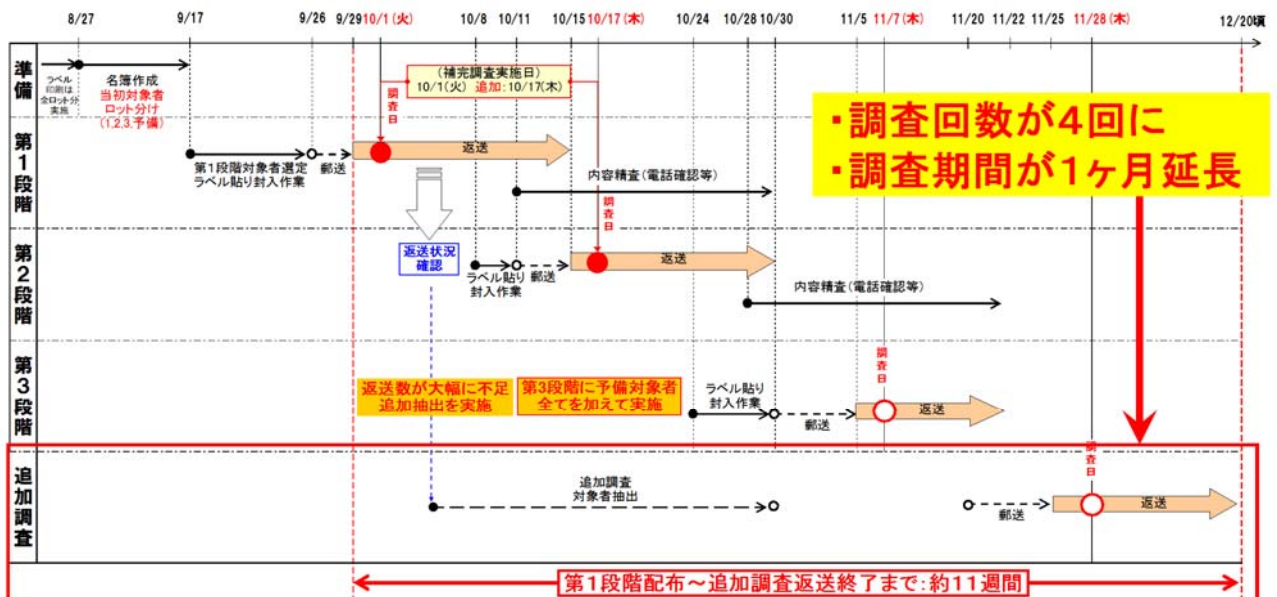 8/27
9/17
9/26
9/29
10/1(火)
10/8
10/11
10/15
10/17(木)
10/24
10/28
10/30
11/5
11/7(木)
11/20
11/22
11/25
11/28(木)
12/20頃
準備
ラベル
印刷は
全ロット分
実施
名簿作成
当初対象者
ロット分け
(1,2,3,予備)
(補完調査実施日)
10/1(火) 追加:10/17(木)
調査日
・調査回数が4回に
・調査期間が1ヶ月延長
第1段階
第1段階対象者選定
ラベル貼り封入作業
郵送
返送
内容精査(電話確認等)
調査日
第2段階
返送状況
確認
ラベル貼り
封入作業
郵送
返送
内容精査(電話確認等)
第3段階
返送数が大幅に不足
追加抽出を実施
第3段階に予備対象者
全てを加えて実施
ラベル貼り
封入作業
郵送
調査日
返送
追加調査
追加調査
対象者抽出
郵送
調査日
返送
第1段階配布～追加調査返送終了まで:約11週間